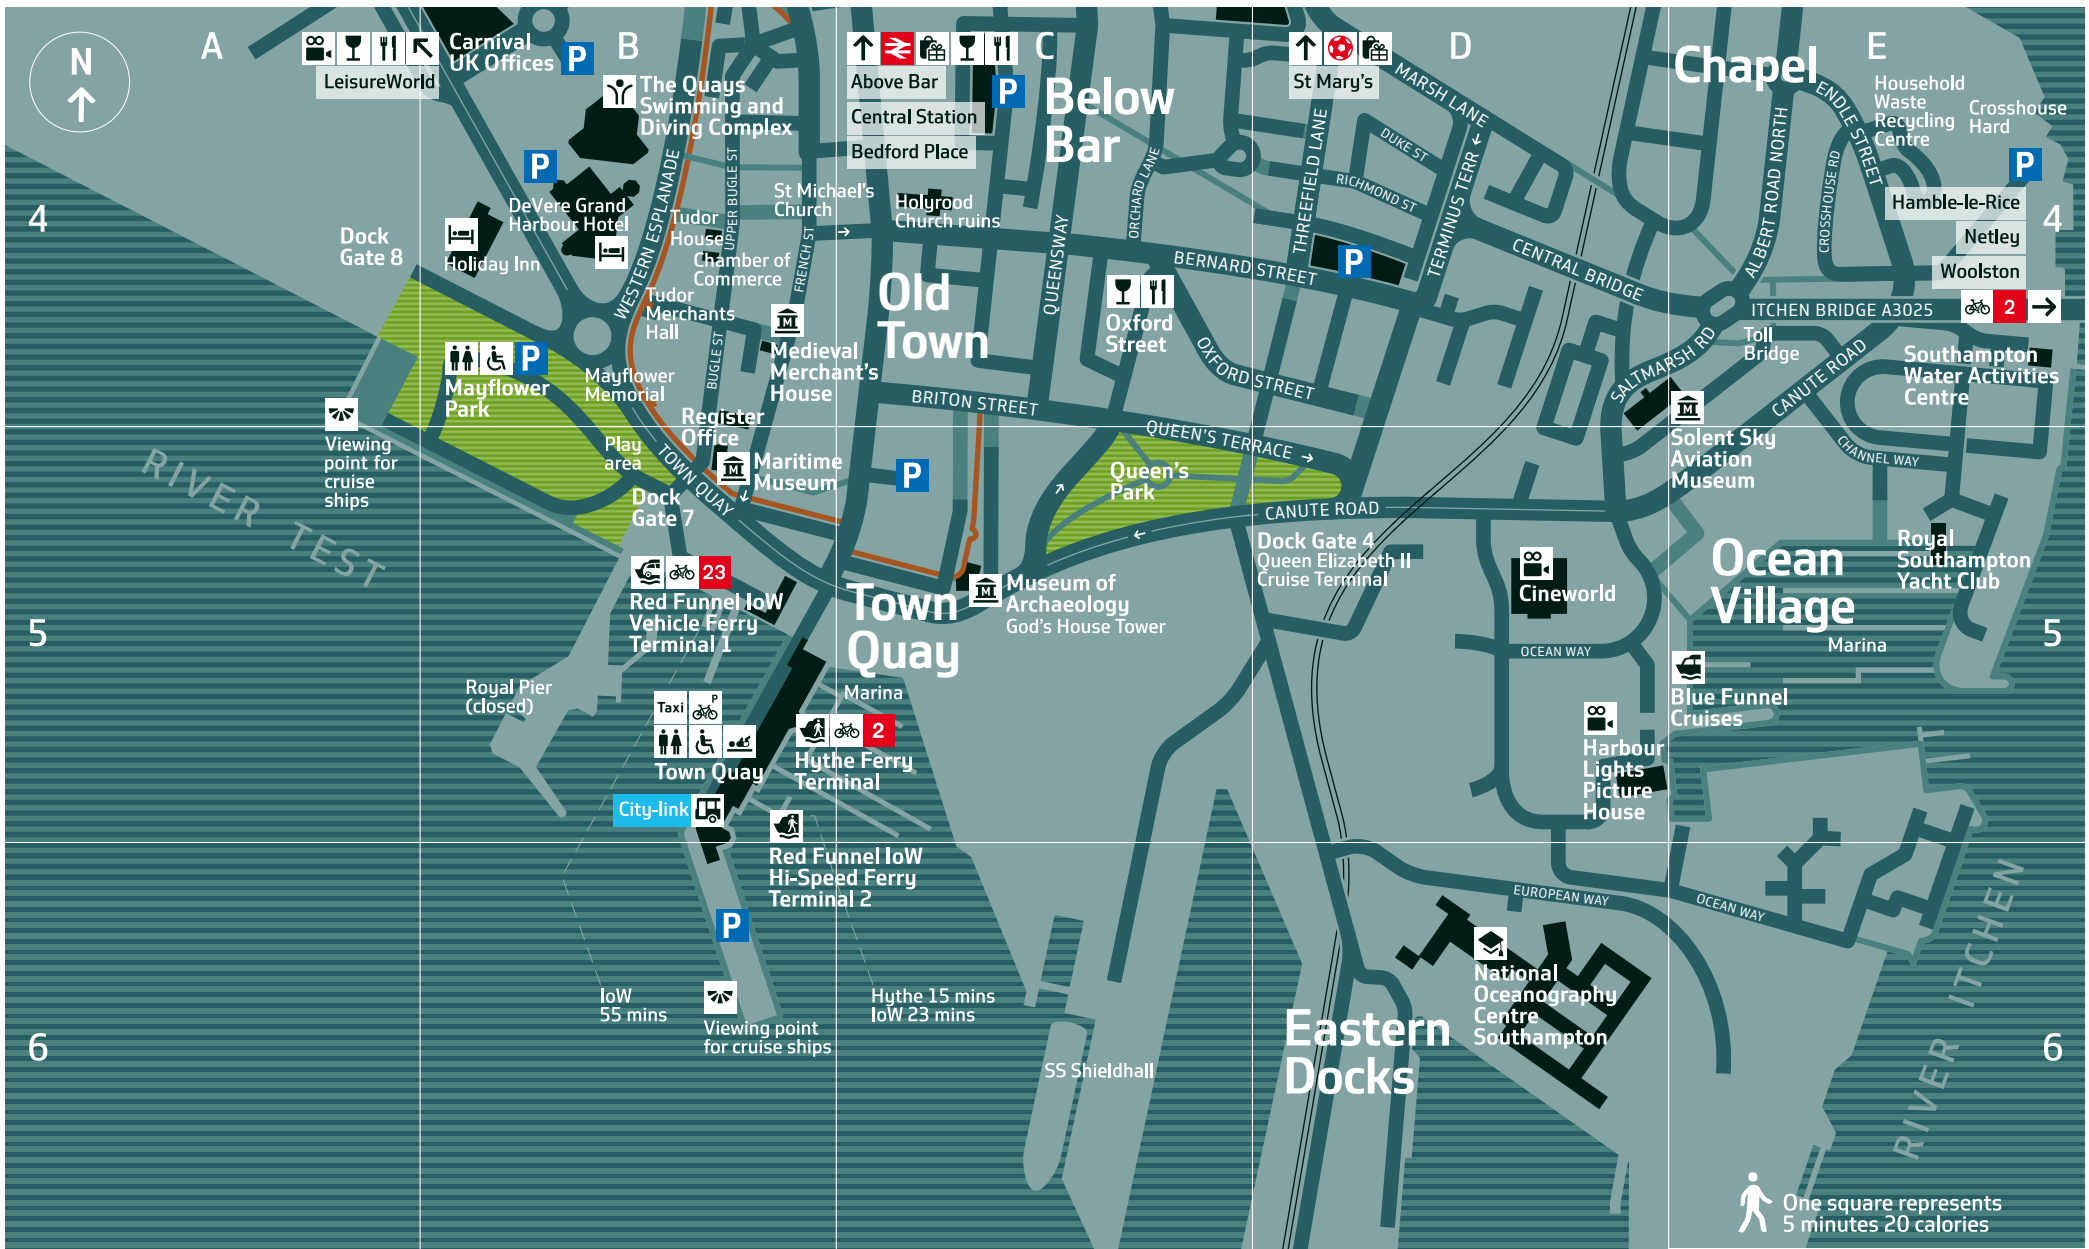 A
B
C
D
E
N
LeisureWorld
Carnival
UK Offices
P
The Quays
Swimming and
Diving Complex
Above Bar
Central Station
Bedford Place
P
Below
Bar
St Mary's
MARSH LANE
Chapel
ENDLE STREET
Household
Waste
Recycling
Centre
Crosshouse
Hard
P
Hamble-le-Rice
Netley
Woolston
2
ITCHEN BRIDGE A3025
4
4
Dock
Gate 8
P
DeVere Grand
Harbour Hotel
Holiday Inn
WESTERN ESPLANADE
UPPER BUGLE ST
Tudor
House
Chamber of
Commerce
Tudor
Merchants
Hall
St Michael's
Church
FRENCH ST
BUGLE ST
Holyrood
Church ruins
QUEENSWAY
ORCHARD LANE
THREEFIELD LANE
DUKE ST
RICHMOND ST
TERMINUS TERR
BERNARD STREET
P
CENTRAL BRIDGE
ALBERT ROAD NORTH
CROSSHOUSE RD
Old
Town
Oxford
Street
OXFORD STREET
SALTMARSH RD
Toll
Bridge
CANUTE ROAD
Southampton
Water Activities
Centre
P
Mayflower
Park
Mayflower
Memorial
M
Medieval
Merchant's
House
BRITON STREET
Register
Office
M
Solent Sky
Aviation
Museum
CHANNEL WAY
Viewing
point for
cruise
ships
RIVER TEST
Play
area
TOWN QUAY
M
Maritime
Museum
Dock
Gate 7
P
QUEEN'S TERRACE
Queen's
Park
CANUTE ROAD
Dock Gate 4
Queen Elizabeth II
Cruise Terminal
Cineworld
Ocean
Village
Royal
Southampton
Yacht Club
5
5
23
Red Funnel IoW
Vehicle Ferry
Terminal 1
Town
Quay
M
Museum of
Archaeology
God's House Tower
OCEAN WAY
Marina
Royal Pier
(closed)
Marina
Blue Funnel
Cruises
Taxi
P
Town Quay
2
Hythe Ferry
Terminal
Harbour
Lights
Picture
House
City-link
Red Funnel IoW
Hi-Speed Ferry
Terminal 2
P
EUROPEAN WAY
OCEAN WAY
RIVER ITCHEN
IoW
55 mins
Viewing point
for cruise ships
Hythe 15 mins
IoW 23 mins
National
Oceanography
Centre
Southampton
Eastern
Docks
SS Shieldhall
6
6
One square represents
5 minutes 20 calories